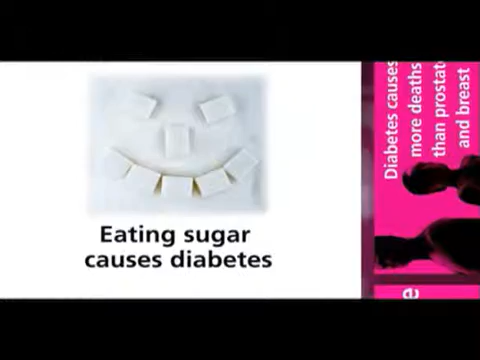 Eating sugar
causes diabetes
Diabetes causes
more deaths
than prostate
and breast
e